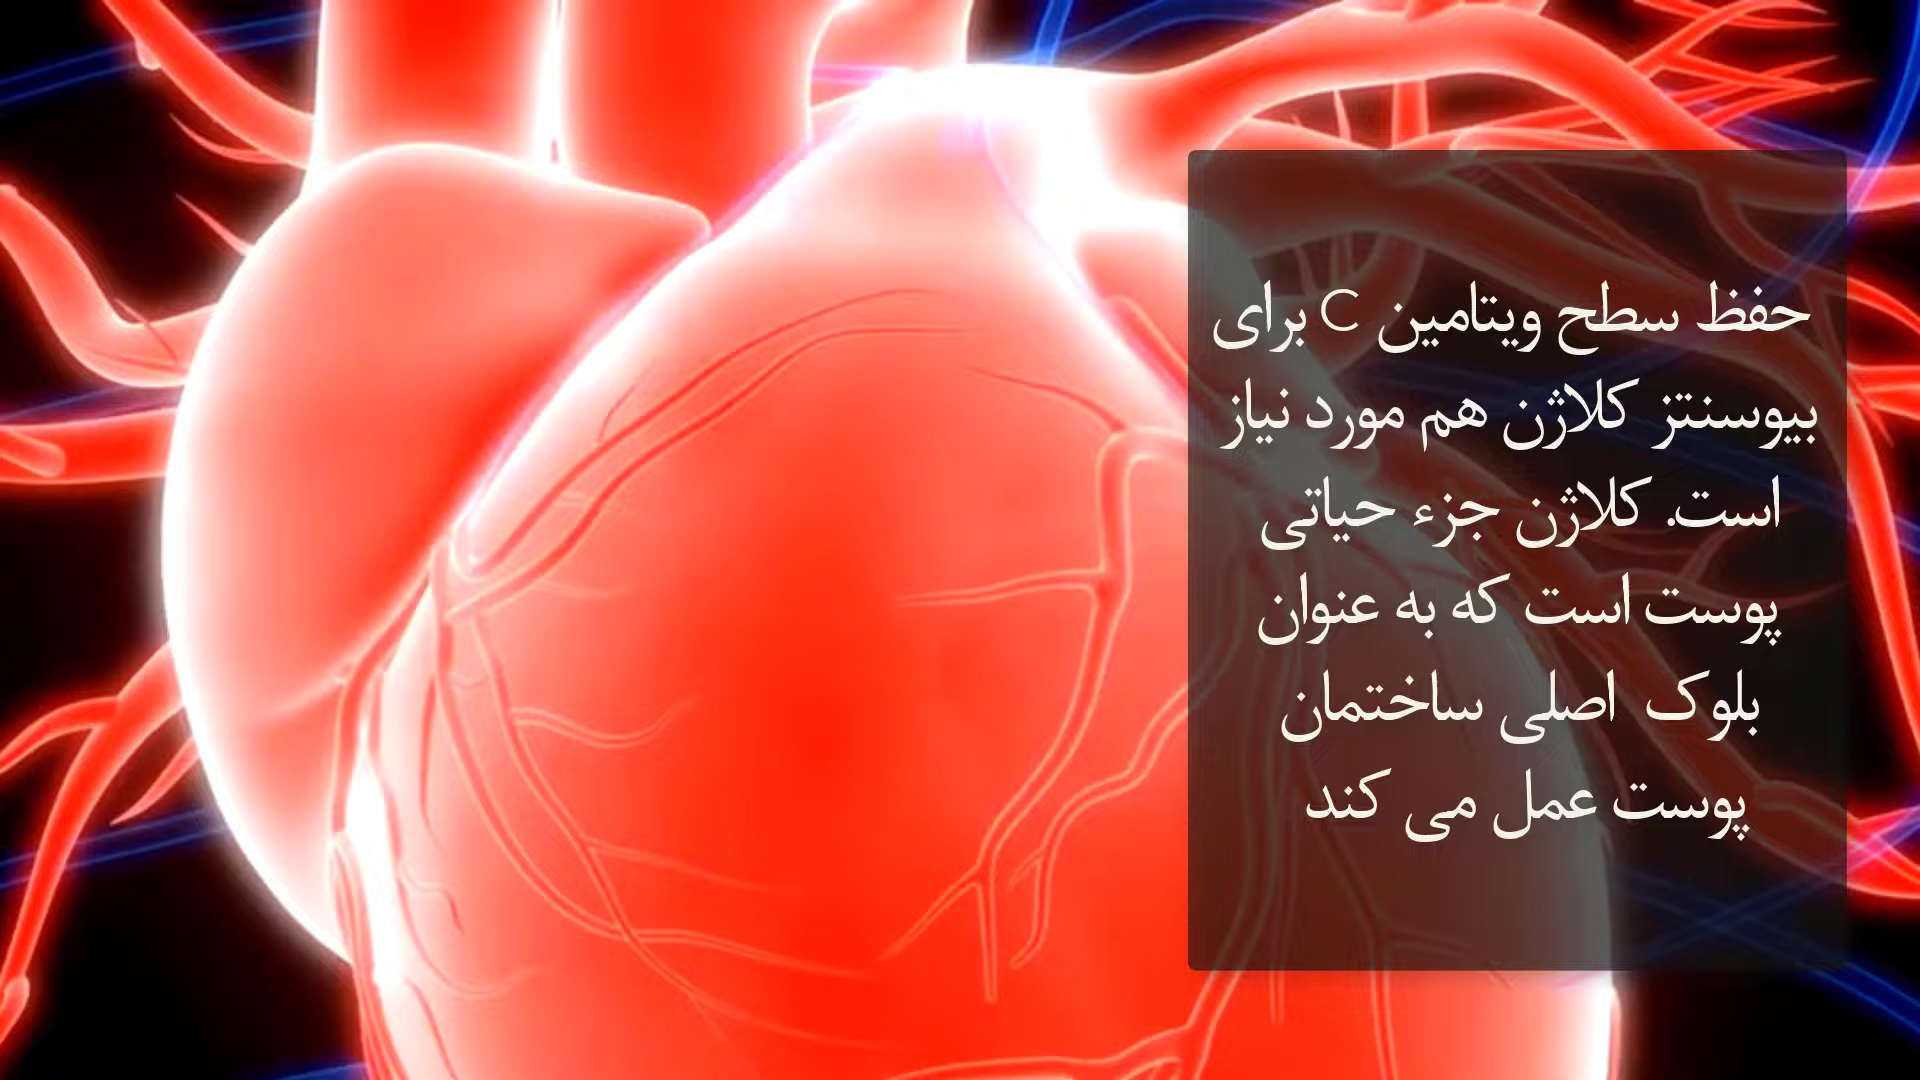 حفظ سطح ویتامین C برای
بیوسنتز کلاژن هم مورد نیاز
است. کلاژن جزء حیاتی
پوست است که به عنوان
بلوک اصلی ساختمان
پوست عمل می کند